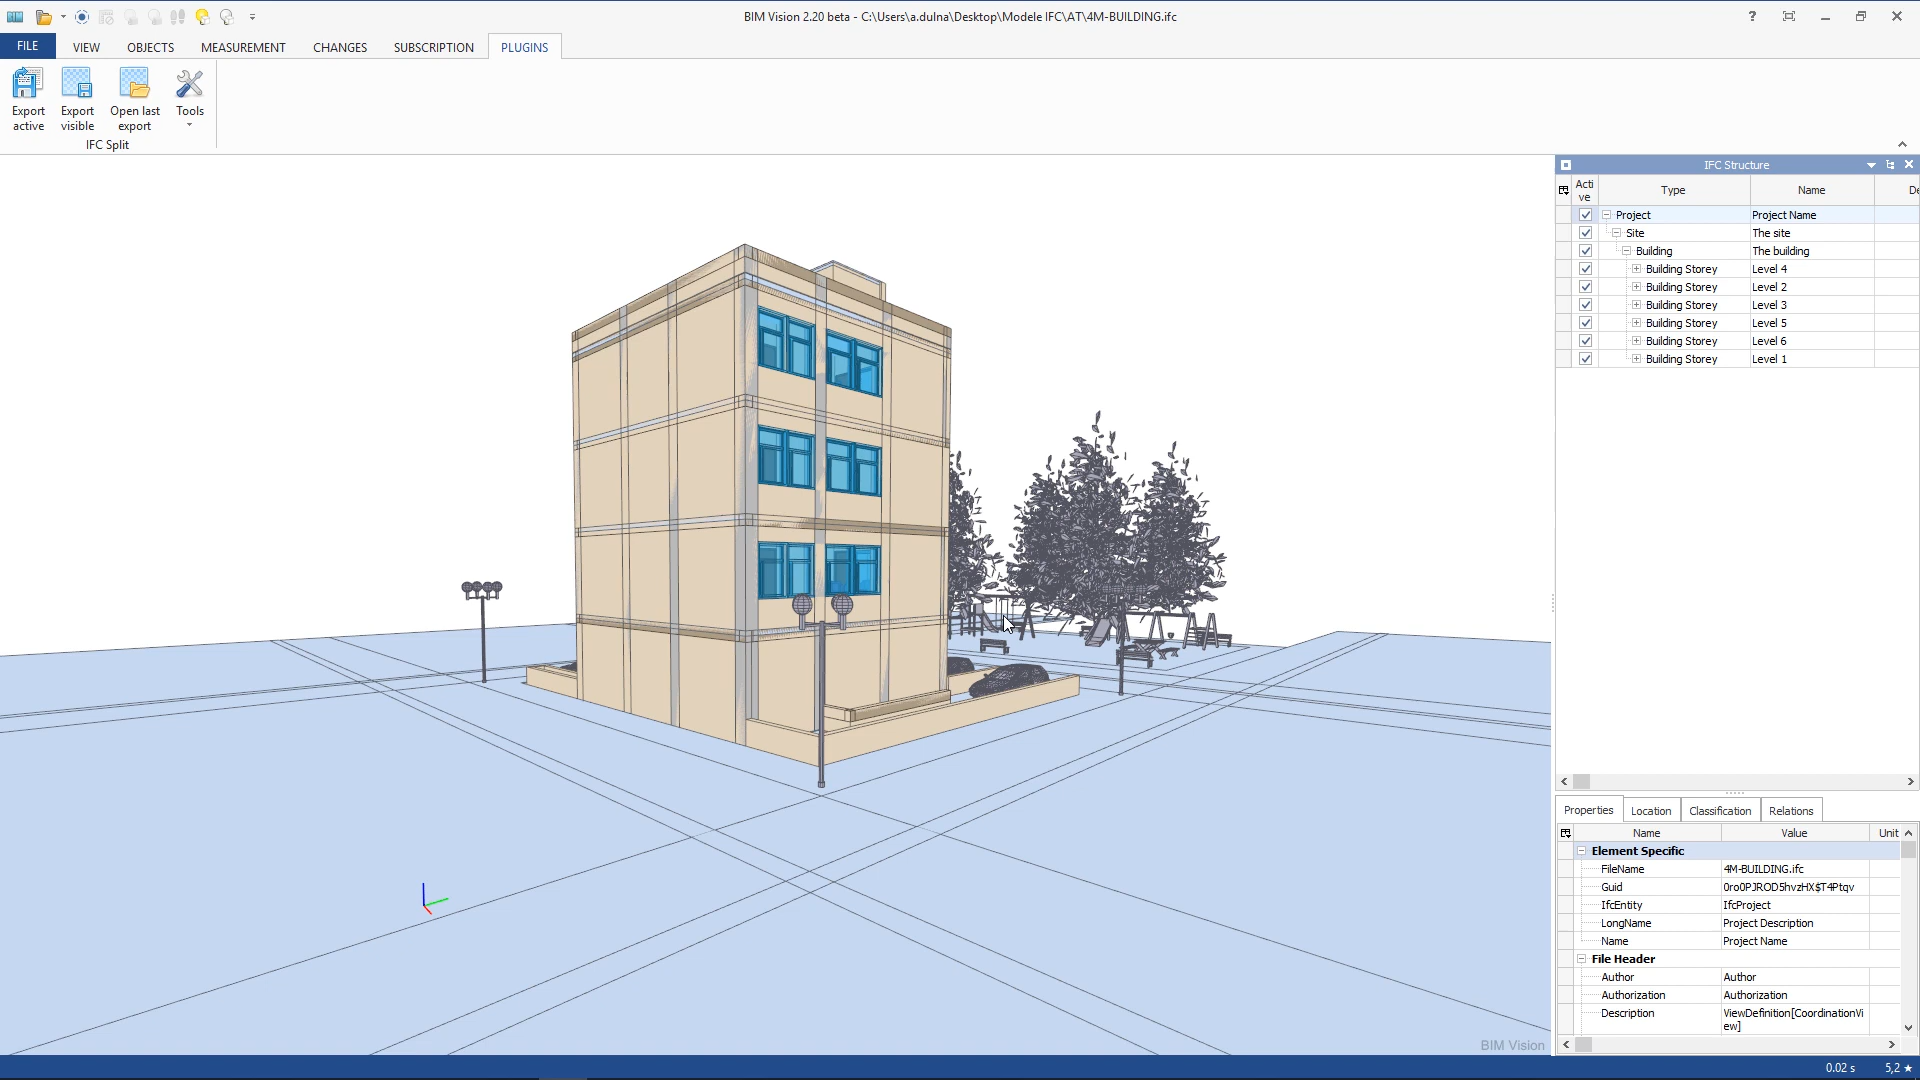 BIM BIM Vision 2.20 beta - C:\Users\a.dulna\Desktop\Modele IFC\AT\4M-BUILDING.ifc ?
FILE VIEW OBJECTS MEASUREMENT CHANGES SUBSCRIPTION PLUGINS
Export active
Export visible
Open last export
Tools
IFC Split
IFC Structure
Acti ve Type Name De
Project Project Name
Site The site
Building The building
Building Storey Level 4
Building Storey Level 2
Building Storey Level 3
Building Storey Level 5
Building Storey Level 6
Building Storey Level 1
Properties Location Classification Relations
Name Value Unit
Element Specific
FileName 4M-BUILDING.ifc
Guid 0ro0PJROD5hvzHX$T4Ptqv
IfcEntity IfcProject
LongName Project Description
Name Project Name
File Header
Author Author
Authorization Authorization
Description ViewDefinition[CoordinationVi
ew]
BIM Vision
0.02 s 5,2